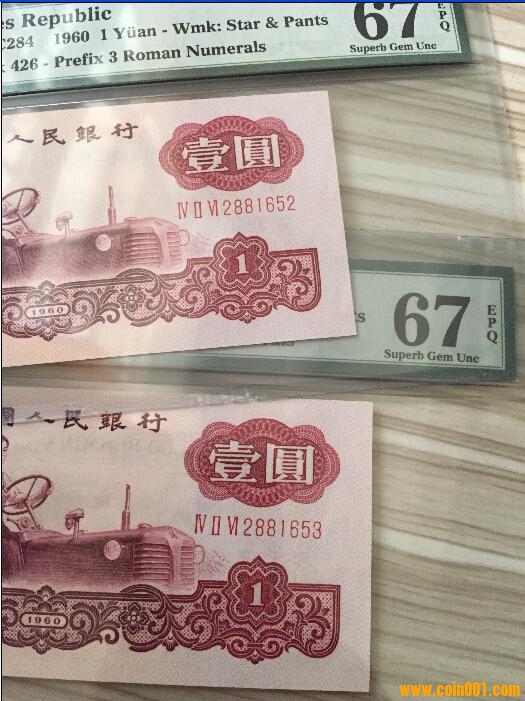 es Republic
C284 1960 1 Yüan - Wmk: Star & Pants
426 - Prefix 3 Roman Numerals
67
EPQ
Superb Gem Unc
人民銀行
壹圓
IV II VI 2881652
1
1960
67
EPQ
Superb Gem Unc
人民銀行
壹圓
IV II VI 2881653
1
1960
www.coin001.com